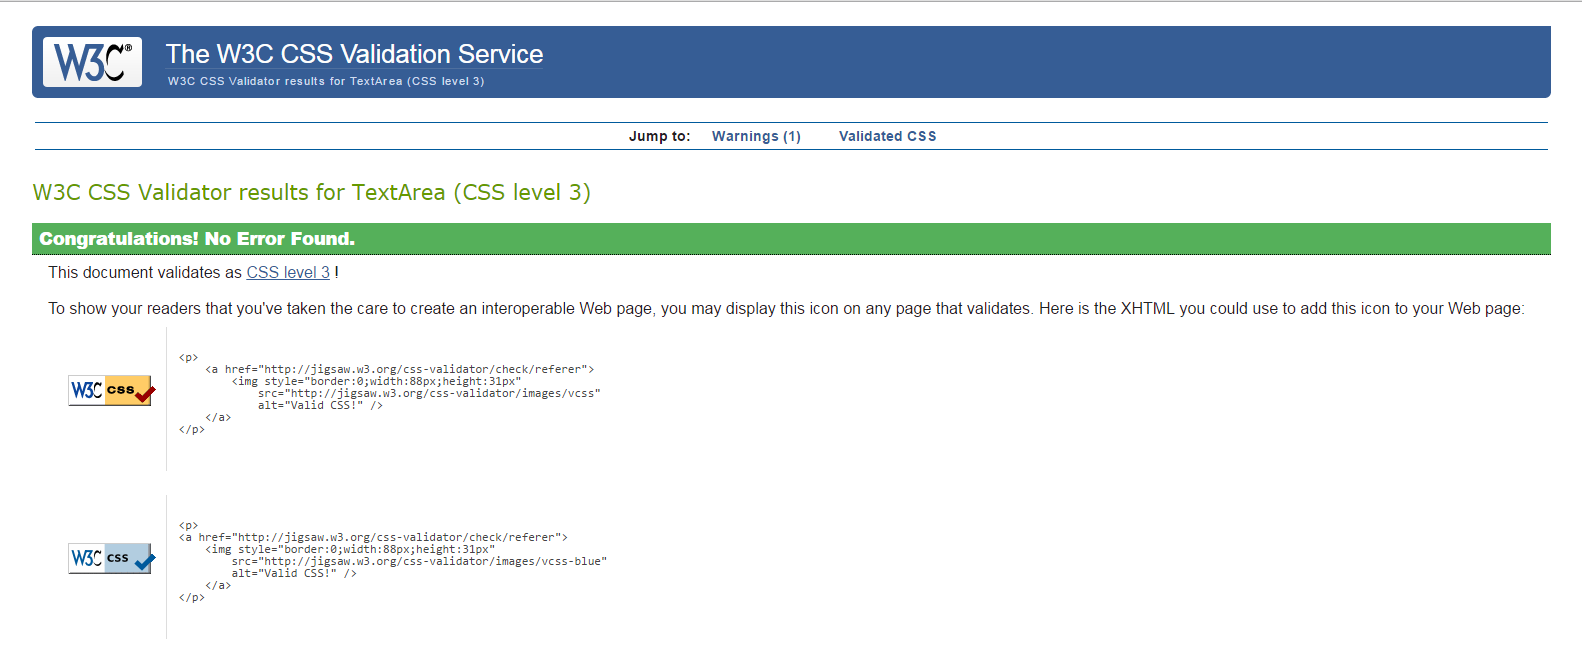 W3C®
The W3C CSS Validation Service
W3C CSS Validator results for TextArea (CSS level 3)
Jump to: Warnings (1) Validated CSS
W3C CSS Validator results for TextArea (CSS level 3)
Congratulations! No Error Found.
This document validates as CSS level 3 !
To show your readers that you've taken the care to create an interoperable Web page, you may display this icon on any page that validates. Here is the XHTML you could use to add this icon to your Web page:
W3C css
<p>
<a href="http://jigsaw.w3.org/css-validator/check/referer">
<img style="border:0;width:88px;height:31px"
src="http://jigsaw.w3.org/css-validator/images/vcss"
alt="Valid CSS!" />
</a>
</p>
W3C css
<p>
<a href="http://jigsaw.w3.org/css-validator/check/referer">
<img style="border:0;width:88px;height:31px"
src="http://jigsaw.w3.org/css-validator/images/vcss-blue"
alt="Valid CSS!" />
</a>
</p>